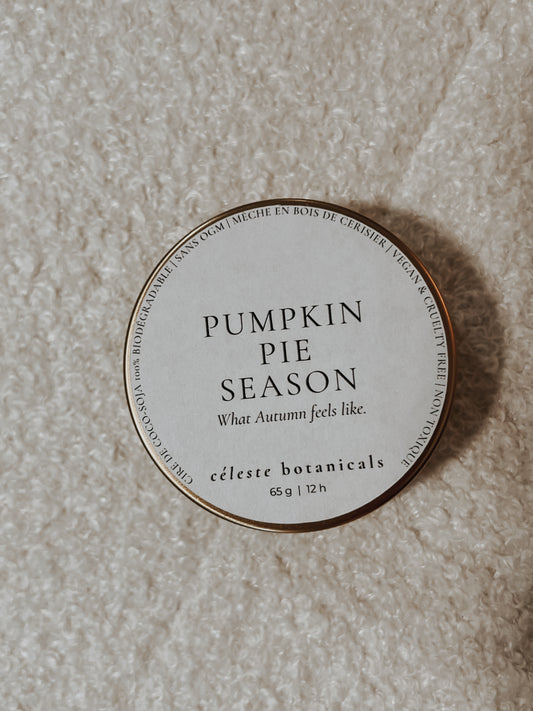 CIRE DE COCO-SOJA 100% BIODÉGRADABLE | SANS OGM | MÈCHE EN BOIS DE CERISIER | VEGAN & CRUELTY FREE | NON TOXIQUE
PUMPKIN
PIE
SEASON
What Autumn feels like.
céleste botanicals
65 g | 12 h